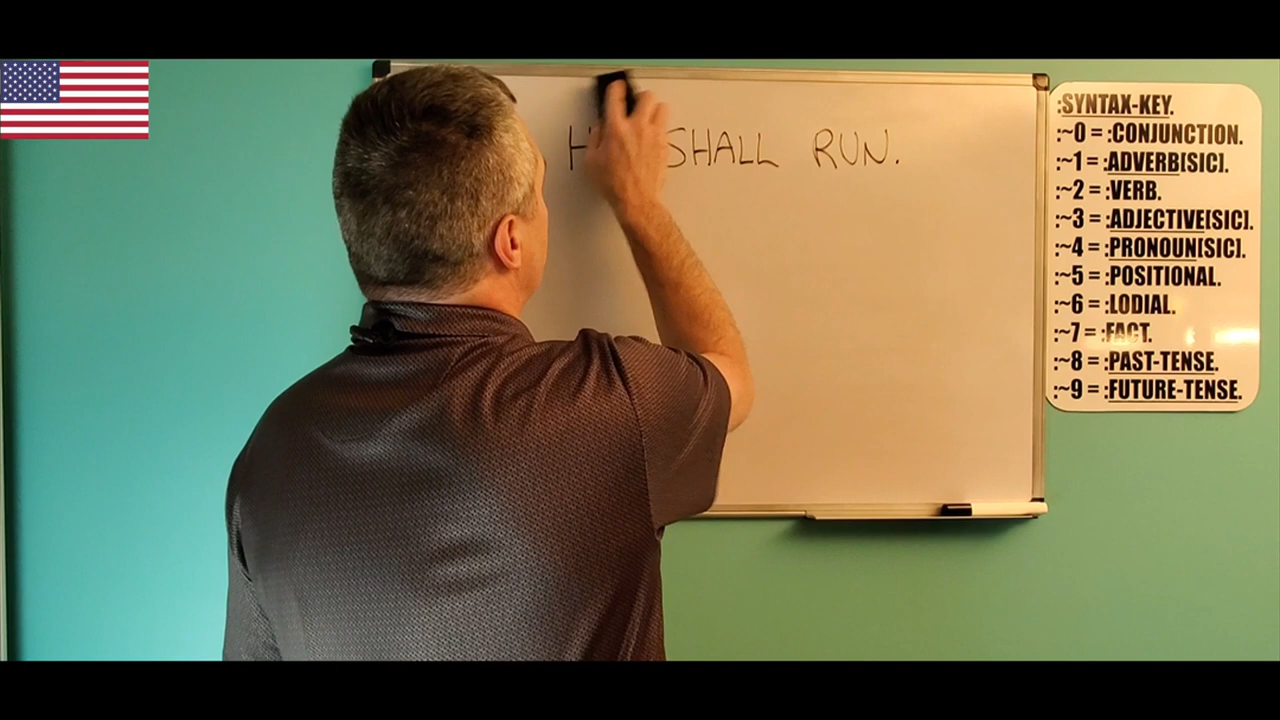 SHALL RUN.
:SYNTAX-KEY.
:~0 = :CONJUNCTION.
:~1 = :ADVERB[SIC].
:~2 = :VERB.
:~3 = :ADJECTIVE[SIC].
:~4 = :PRONOUN[SIC].
:~5 = :POSITIONAL.
:~6 = :LODIAL.
:~7 = :FACT.
:~8 = :PAST-TENSE.
:~9 = :FUTURE-TENSE.